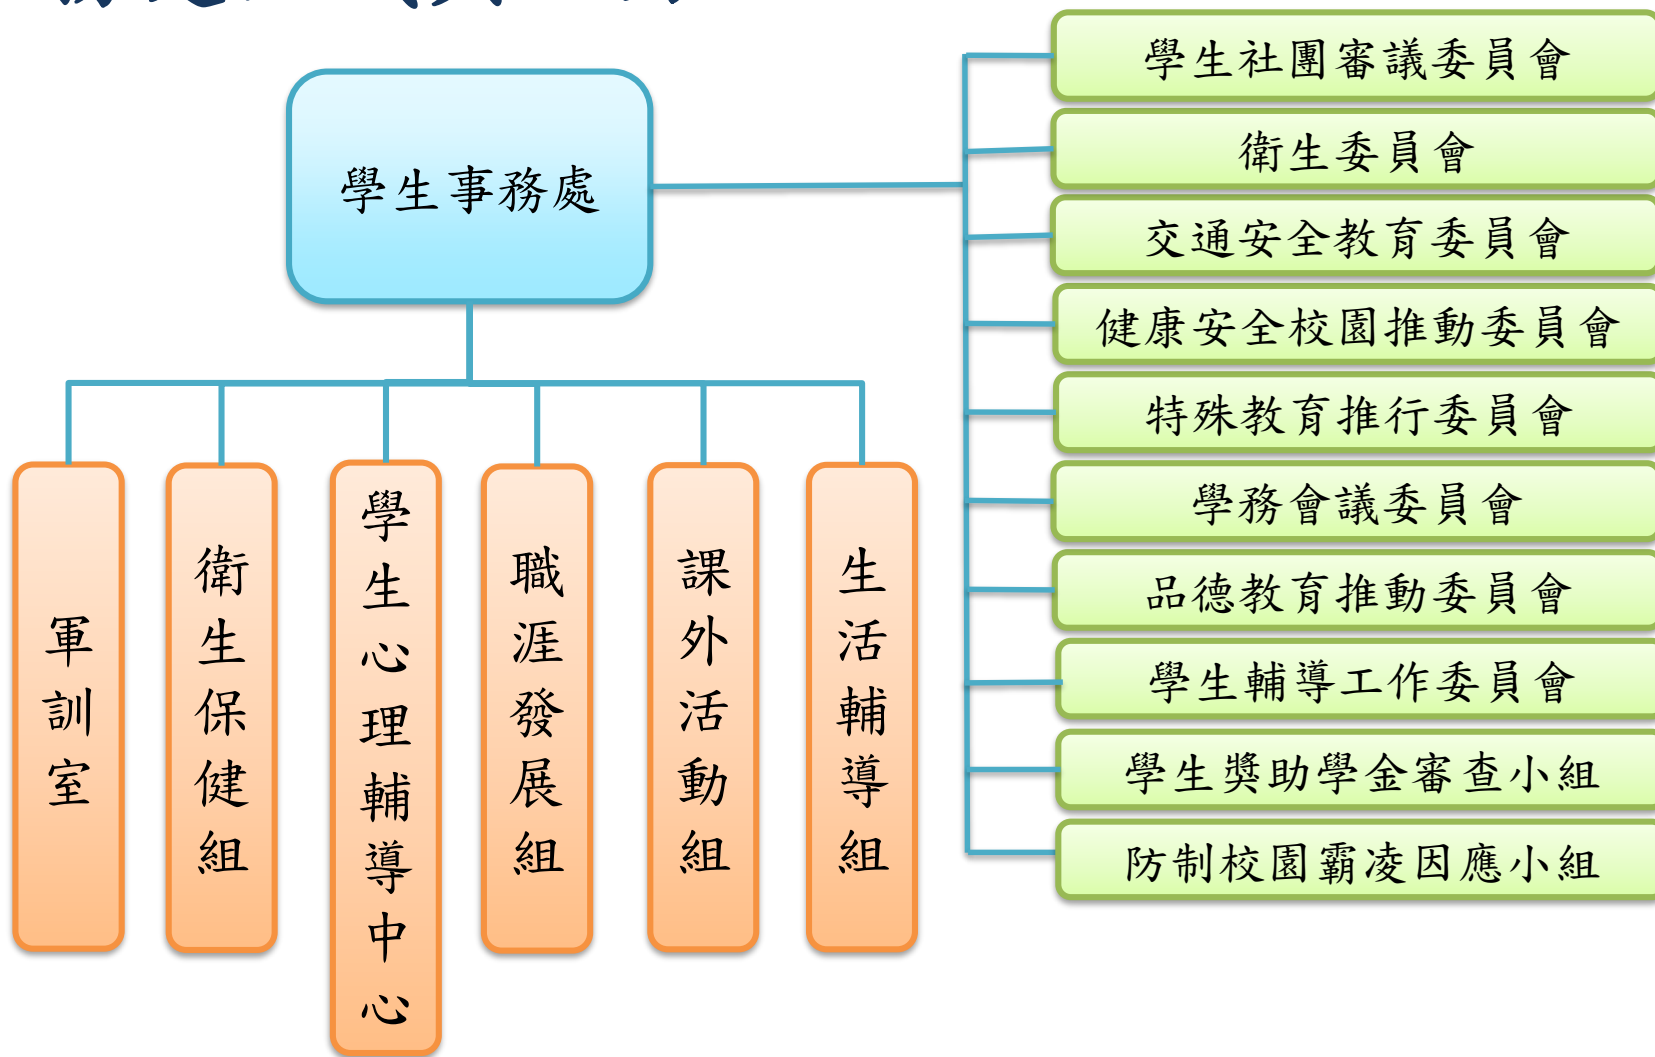 學生事務處
學生社團審議委員會
衛生委員會
交通安全教育委員會
健康安全校園推動委員會
特殊教育推行委員會
學務會議委員會
品德教育推動委員會
學生輔導工作委員會
學生獎助學金審查小組
防制校園霸凌因應小組
軍訓室
衛生保健組
學生心理輔導中心
職涯發展組
課外活動組
生活輔導組